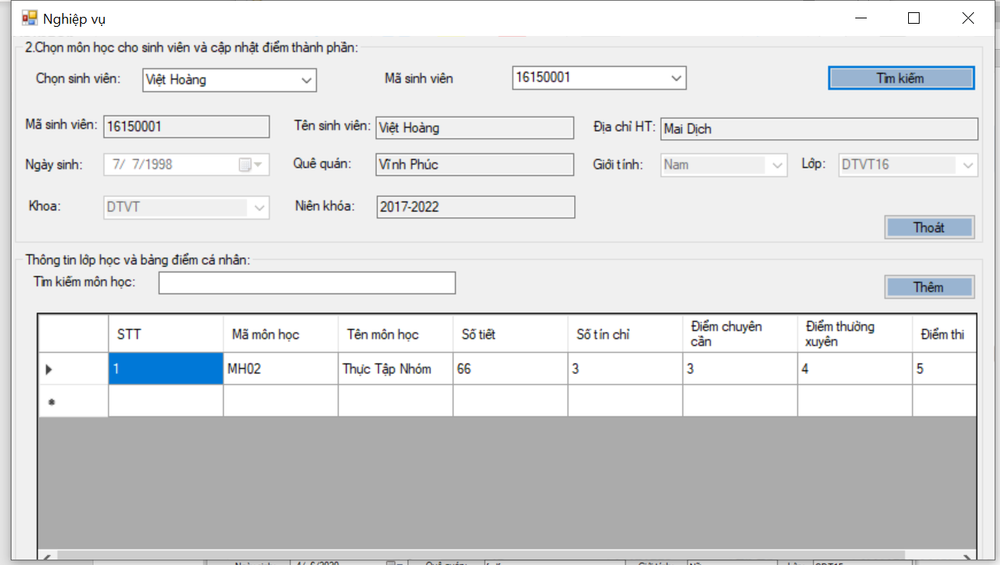 Nghiệp vụ
2.Chọn môn học cho sinh viên và cập nhật điểm thành phần:
Chọn sinh viên: Việt Hoàng Mã sinh viên 16150001 Tìm kiếm
Mã sinh viên: 16150001 Tên sinh viên: Việt Hoàng Địa chỉ HT: Mai Dịch
Ngày sinh: 7/ 7/1998 Quê quán: Vĩnh Phúc Giới tính: Nam Lớp: DTVT16
Khoa: DTVT Niên khóa: 2017-2022
Thoát
Thông tin lớp học và bảng điểm cá nhân:
Tìm kiếm môn học: Thêm
STT Mã môn học Tên môn học Số tiết Số tín chỉ Điểm chuyên cần Điểm thường xuyên Điểm thi
1 MH02 Thực Tập Nhóm 66 3 3 4 5